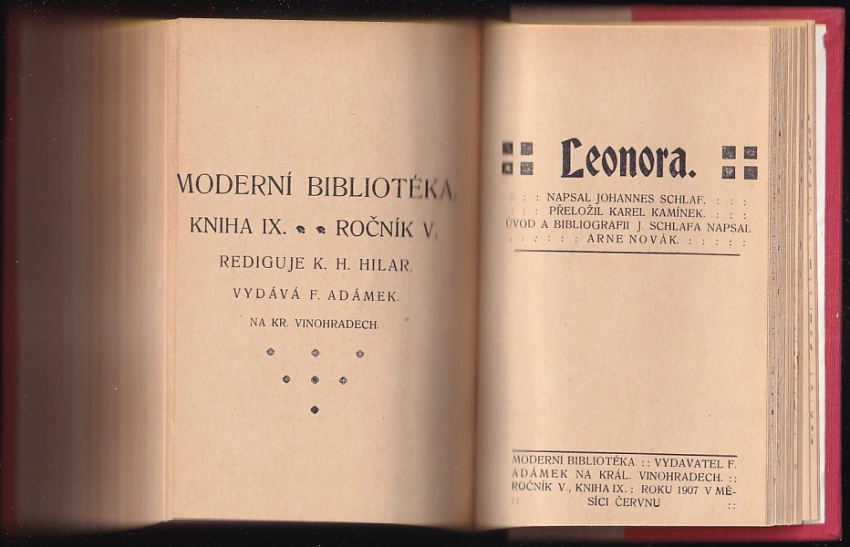 MODERNÍ BIBLIOTÉKA.
KNIHA IX. ROČNÍK V.
REDIGUJE K. H. HILAR.
VYDÁVÁ F. ADÁMEK.
NA KR. VINOHRADECH.
Leonora.
: : : NAPSAL JOHANNES SCHLAF. : : :
: : : PŘELOŽIL KAREL KAMÍNEK. : : :
ÚVOD A BIBLIOGRAFII J. SCHLAFA NAPSAL
: : : : : : ARNE NOVÁK. : : : : :
MODERNÍ BIBLIOTÉKA :: VYDAVATEL F.
ADÁMEK NA KRÁL. VINOHRADECH. ::
ROČNÍK V., KNIHA IX. : ROKU 1907 V MĚ-
:: SÍCI ČERVNU ::